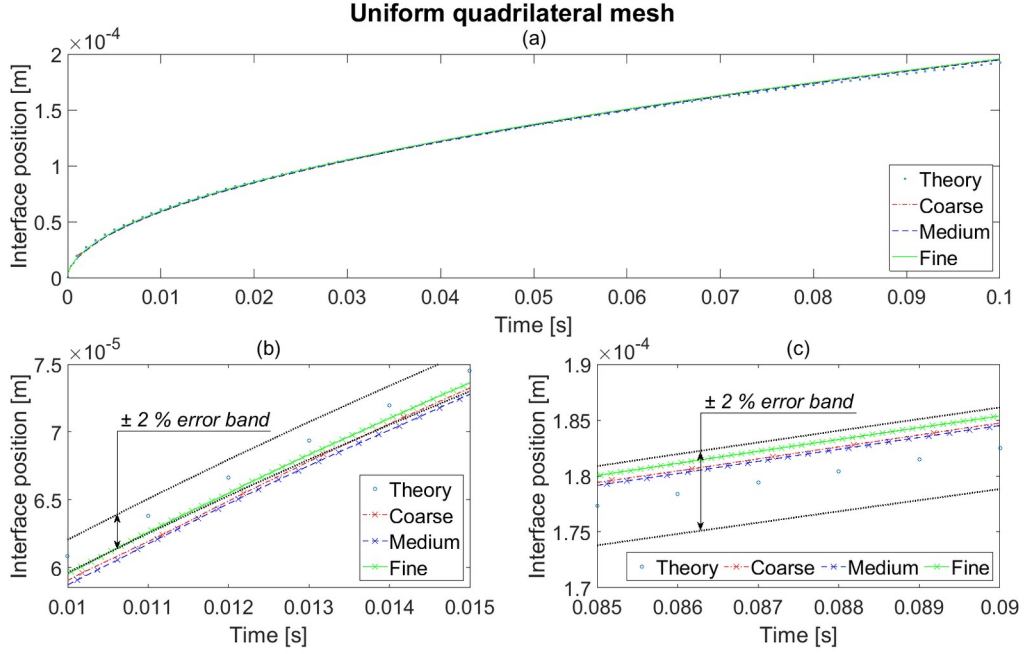 Uniform quadrilateral mesh
(a)
×10⁻⁴
2
1.5
1
0.5
0
Interface position [m]
0 0.01 0.02 0.03 0.04 0.05 0.06 0.07 0.08 0.09 0.1
Time [s]
Theory
Coarse
Medium
Fine
(b)
×10⁻⁵
7.5
7
6.5
6
Interface position [m]
± 2 % error band
Theory
Coarse
Medium
Fine
0.01 0.011 0.012 0.013 0.014 0.015
Time [s]
(c)
×10⁻⁴
1.9
1.85
1.8
1.75
1.7
Interface position [m]
± 2 % error band
Theory Coarse Medium Fine
0.085 0.086 0.087 0.088 0.089 0.09
Time [s]